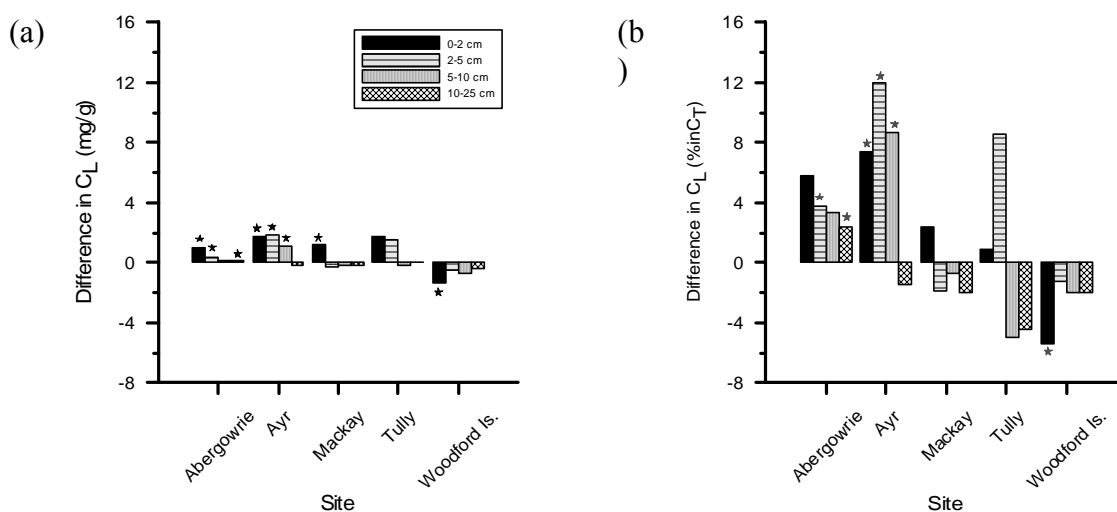 (a)
16
12
8
4
0
-4
-8
Difference in CL (mg/g)
0-2 cm
2-5 cm
5-10 cm
10-25 cm
Abergowrie
Ayr
Mackay
Tully
Woodford Is.
Site
(b
)
16
12
8
4
0
-4
-8
Difference in CL (%inCT)
Abergowrie
Ayr
Mackay
Tully
Woodford Is.
Site